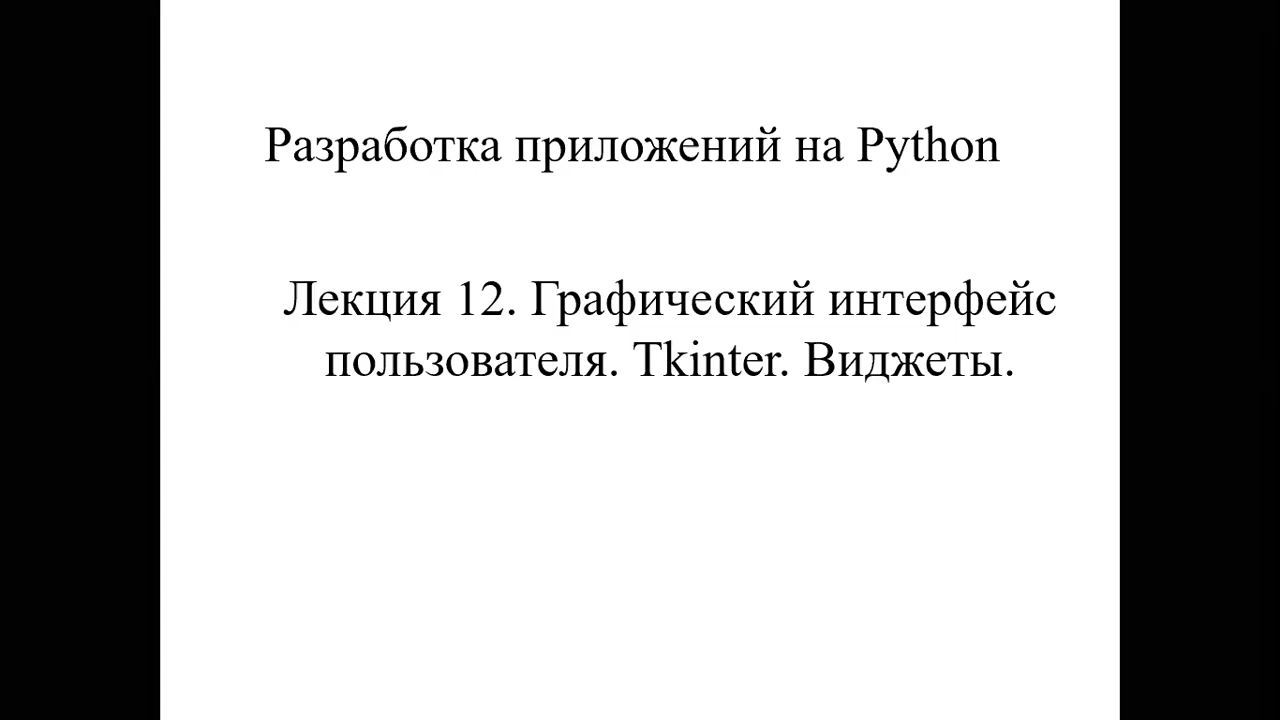 Разработка приложений на Python
Лекция 12. Графический интерфейс
пользователя. Tkinter. Виджеты.